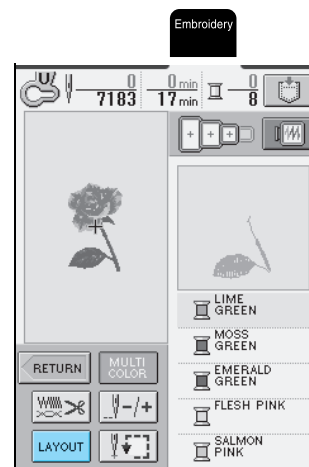 Embroidery
U
0
7183
0 min
17 min
0
8
LIME
GREEN
MOSS
GREEN
EMERALD
GREEN
FLESH PINK
SALMON
PINK
RETURN
MULTI
COLOR
-/+
LAYOUT